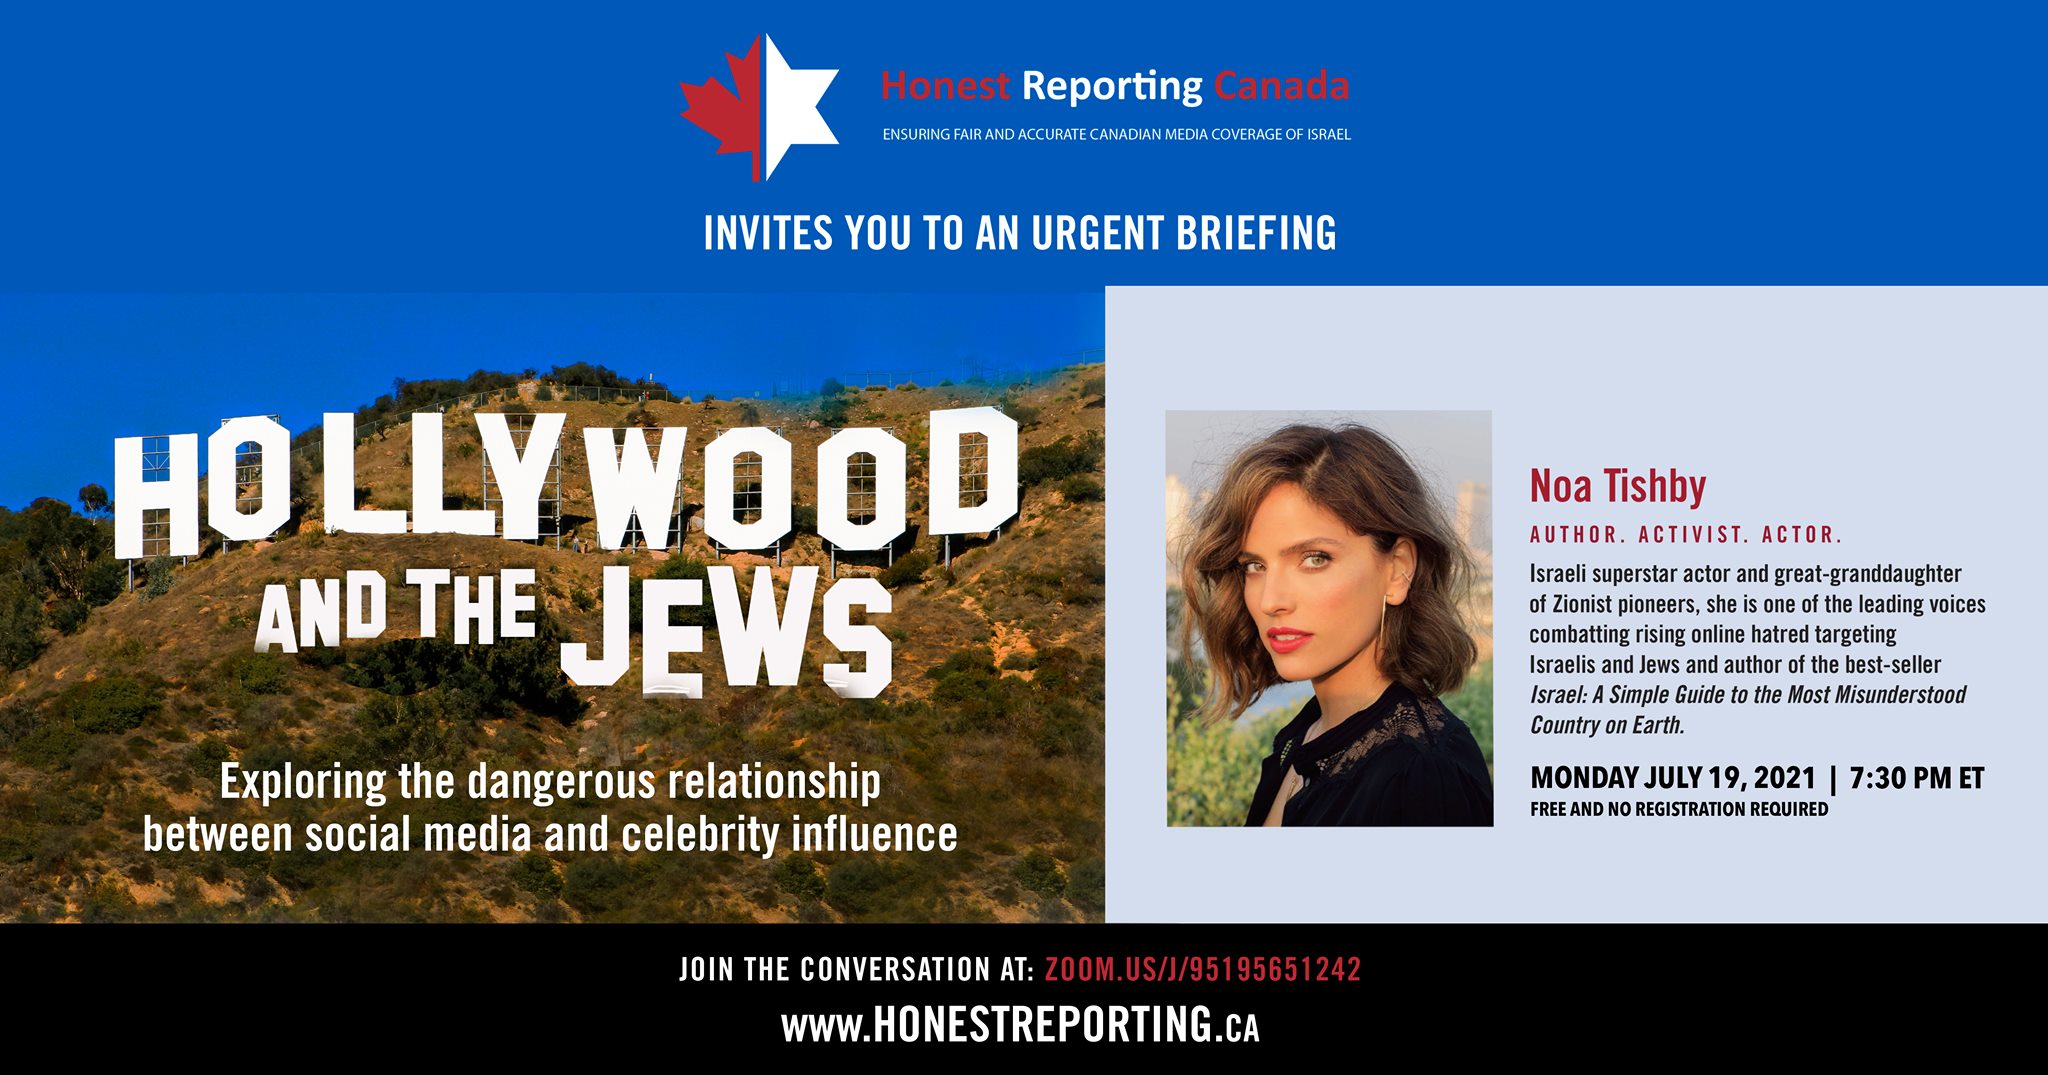 Honest Reporting Canada
ENSURING FAIR AND ACCURATE CANADIAN MEDIA COVERAGE OF ISRAEL
INVITES YOU TO AN URGENT BRIEFING
HOLLYWOOD
AND THE JEWS
Exploring the dangerous relationship
between social media and celebrity influence
Noa Tishby
AUTHOR. ACTIVIST. ACTOR.
Israeli superstar actor and great-granddaughter
of Zionist pioneers, she is one of the leading voices
combatting rising online hatred targeting
Israelis and Jews and author of the best-seller
Israel: A Simple Guide to the Most Misunderstood
Country on Earth.
MONDAY JULY 19, 2021 | 7:30 PM ET
FREE AND NO REGISTRATION REQUIRED
JOIN THE CONVERSATION AT: ZOOM.US/J/95195651242
WWW.HONESTREPORTING.CA